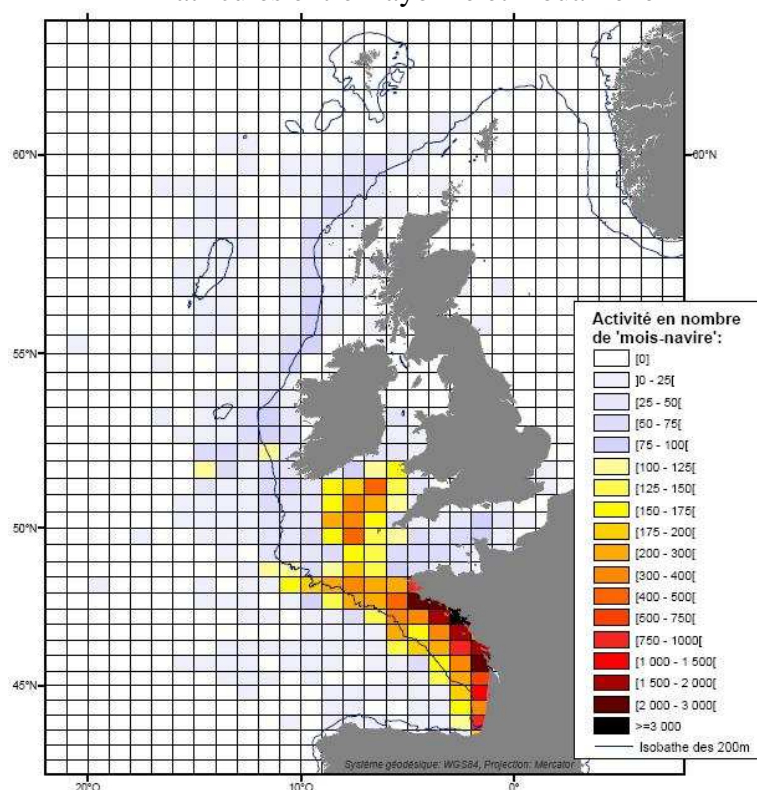 60°N
60°N
55°N
50°N
45°N
20°O
10°O
0°
Système géodésique: WGS84, Projection: Mercator
Activité en nombre
de 'mois-navire':
[0]
]0 - 25[
[25 - 50[
[50 - 75[
[75 - 100[
[100 - 125[
[125 - 150[
[150 - 175[
[175 - 200[
[200 - 300[
[300 - 400[
[400 - 500[
[500 - 750[
[750 - 1000[
[1 000 - 1 500[
[1 500 - 2 000[
[2 000 - 3 000[
>=3 000
Isobathe des 200m